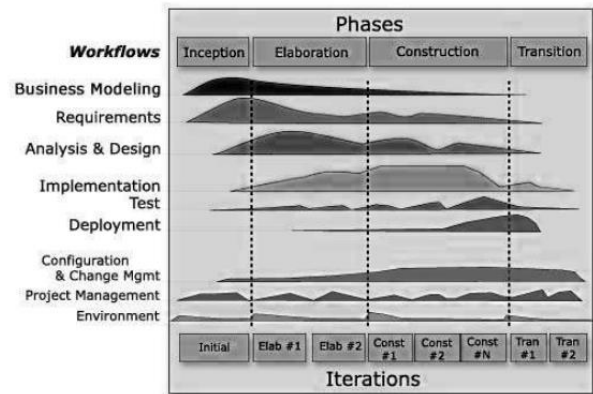 Phases
Workflows
Inception Elaboration Construction Transition
Business Modeling
Requirements
Analysis & Design
Implementation
Test
Deployment
Configuration
& Change Mgmt
Project Management
Environment
Initial Elab #1 Elab #2 Const #1 Const #2 Const #N Tran #1 Tran #2
Iterations